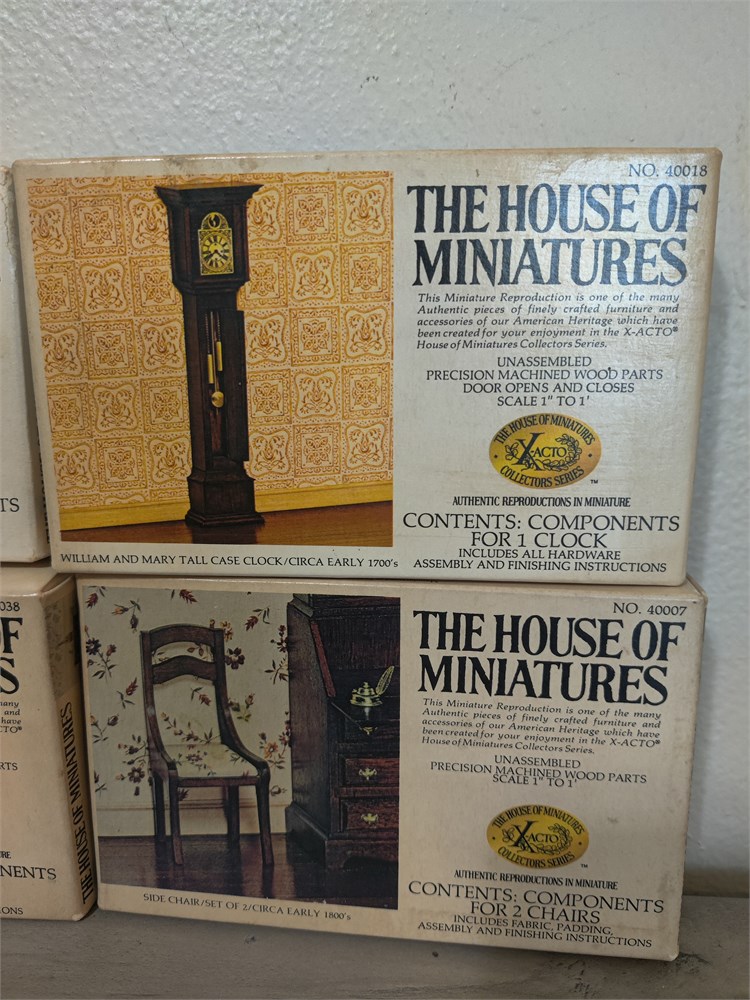 NO. 40018
THE HOUSE OF
MINIATURES
This Miniature Reproduction is one of the many
Authentic pieces of finely crafted furniture and
accessories of our American Heritage which have
been created for your enjoyment in the X-ACTO®
House of Miniatures Collectors Series.
UNASSEMBLED
PRECISION MACHINED WOOD PARTS
DOOR OPENS AND CLOSES
SCALE 1" TO 1'
THE HOUSE OF MINIATURES
X-ACTO
COLLECTORS SERIES
™
AUTHENTIC REPRODUCTIONS IN MINIATURE
CONTENTS: COMPONENTS
FOR 1 CLOCK
INCLUDES ALL HARDWARE
ASSEMBLY AND FINISHING INSTRUCTIONS
WILLIAM AND MARY TALL CASE CLOCK/CIRCA EARLY 1700's
NO. 40007
THE HOUSE OF
MINIATURES
This Miniature Reproduction is one of the many
Authentic pieces of finely crafted furniture and
accessories of our American Heritage which have
been created for your enjoyment in the X-ACTO®
House of Miniatures Collectors Series.
UNASSEMBLED
PRECISION MACHINED WOOD PARTS
SCALE 1" TO 1'
THE HOUSE OF MINIATURES
X-ACTO
COLLECTORS SERIES
™
AUTHENTIC REPRODUCTIONS IN MINIATURE
CONTENTS: COMPONENTS
FOR 2 CHAIRS
INCLUDES FABRIC, PADDING,
ASSEMBLY AND FINISHING INSTRUCTIONS
SIDE CHAIR/SET OF 2/CIRCA EARLY 1800's
THE HOUSE OF MINIATURES
TS
038
F
S
many
and
have
CTO®
RTS
RE
NENTS
IONS